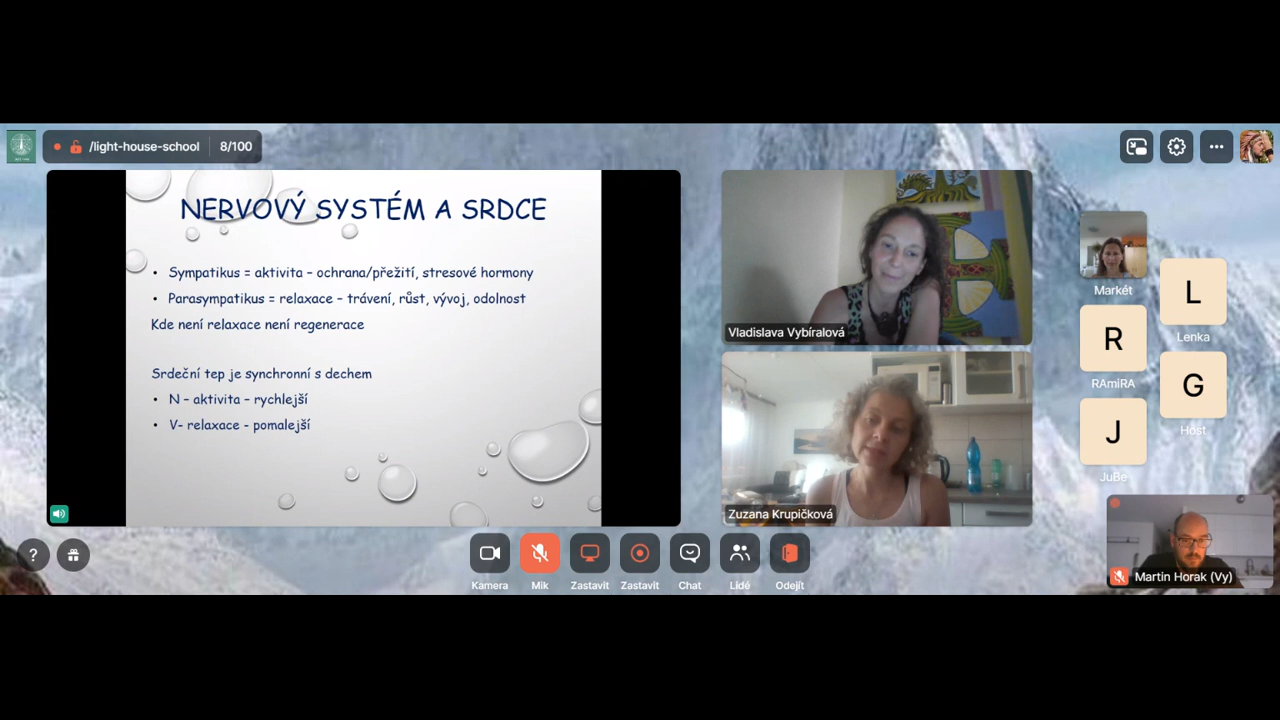 /light-house-school 8/100
NERVOVÝ SYSTÉM A SRDCE
• Sympatikus = aktivita – ochrana/přežití, stresové hormony
• Parasympatikus = relaxace – trávení, růst, vývoj, odolnost
Kde není relaxace není regenerace
Srdeční tep je synchronní s dechem
• N – aktivita – rychlejší
• V- relaxace - pomalejší
Vladislava Vybíralová
Zuzana Krupičková
Markét
L
Lenka
R
RAmiRA
G
Host
J
JuBe
Martin Horak (Vy)
?
Kamera
Mik
Zastavit
Zastavit
Chat
Lidé
Odejít